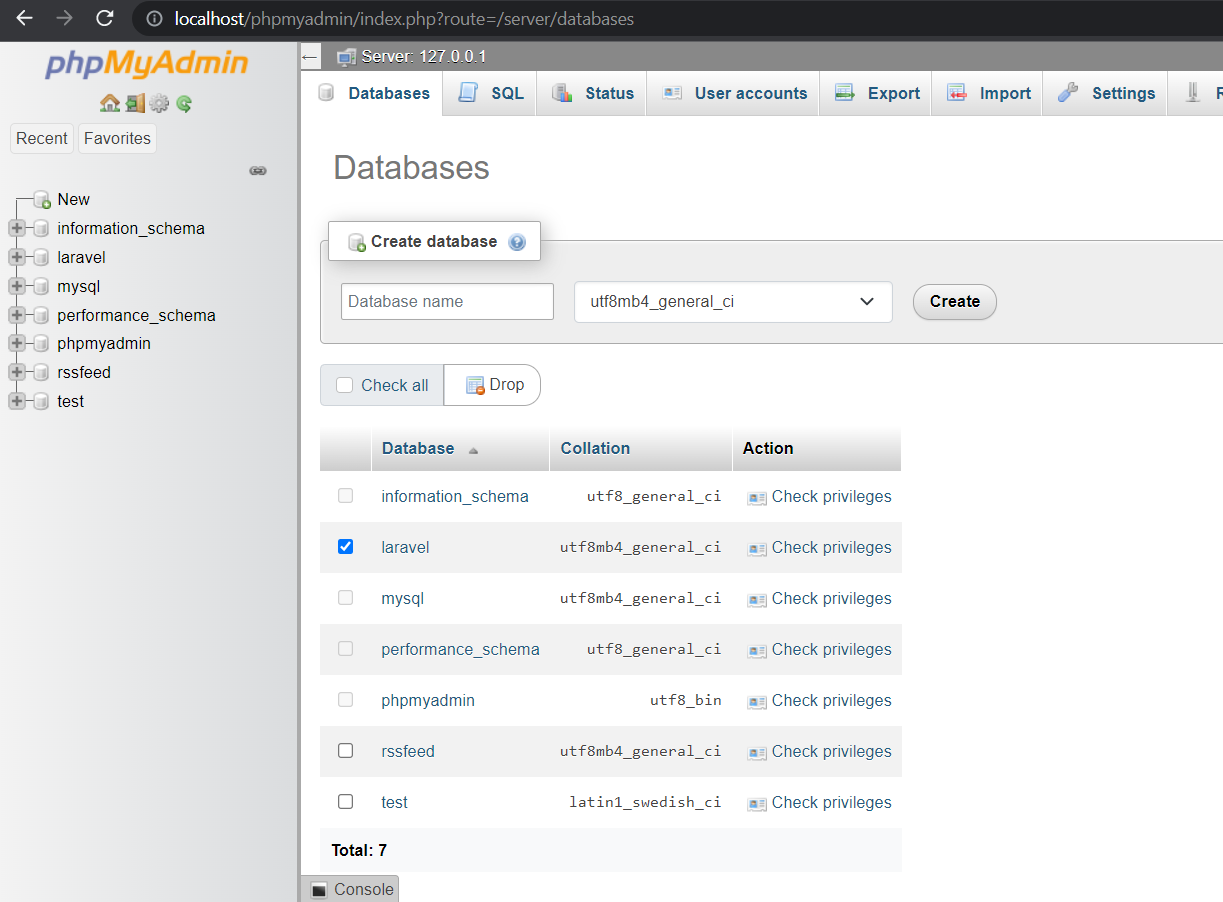 localhost/phpmyadmin/index.php?route=/server/databases
phpMyAdmin
Recent Favorites
New
information_schema
laravel
mysql
performance_schema
phpmyadmin
rssfeed
test
Server: 127.0.0.1
Databases SQL Status User accounts Export Import Settings R
Databases
Create database
Database name utf8mb4_general_ci Create
Check all Drop
Database Collation Action
information_schema utf8_general_ci Check privileges
laravel utf8mb4_general_ci Check privileges
mysql utf8mb4_general_ci Check privileges
performance_schema utf8_general_ci Check privileges
phpmyadmin utf8_bin Check privileges
rssfeed utf8mb4_general_ci Check privileges
test latin1_swedish_ci Check privileges
Total: 7
Console